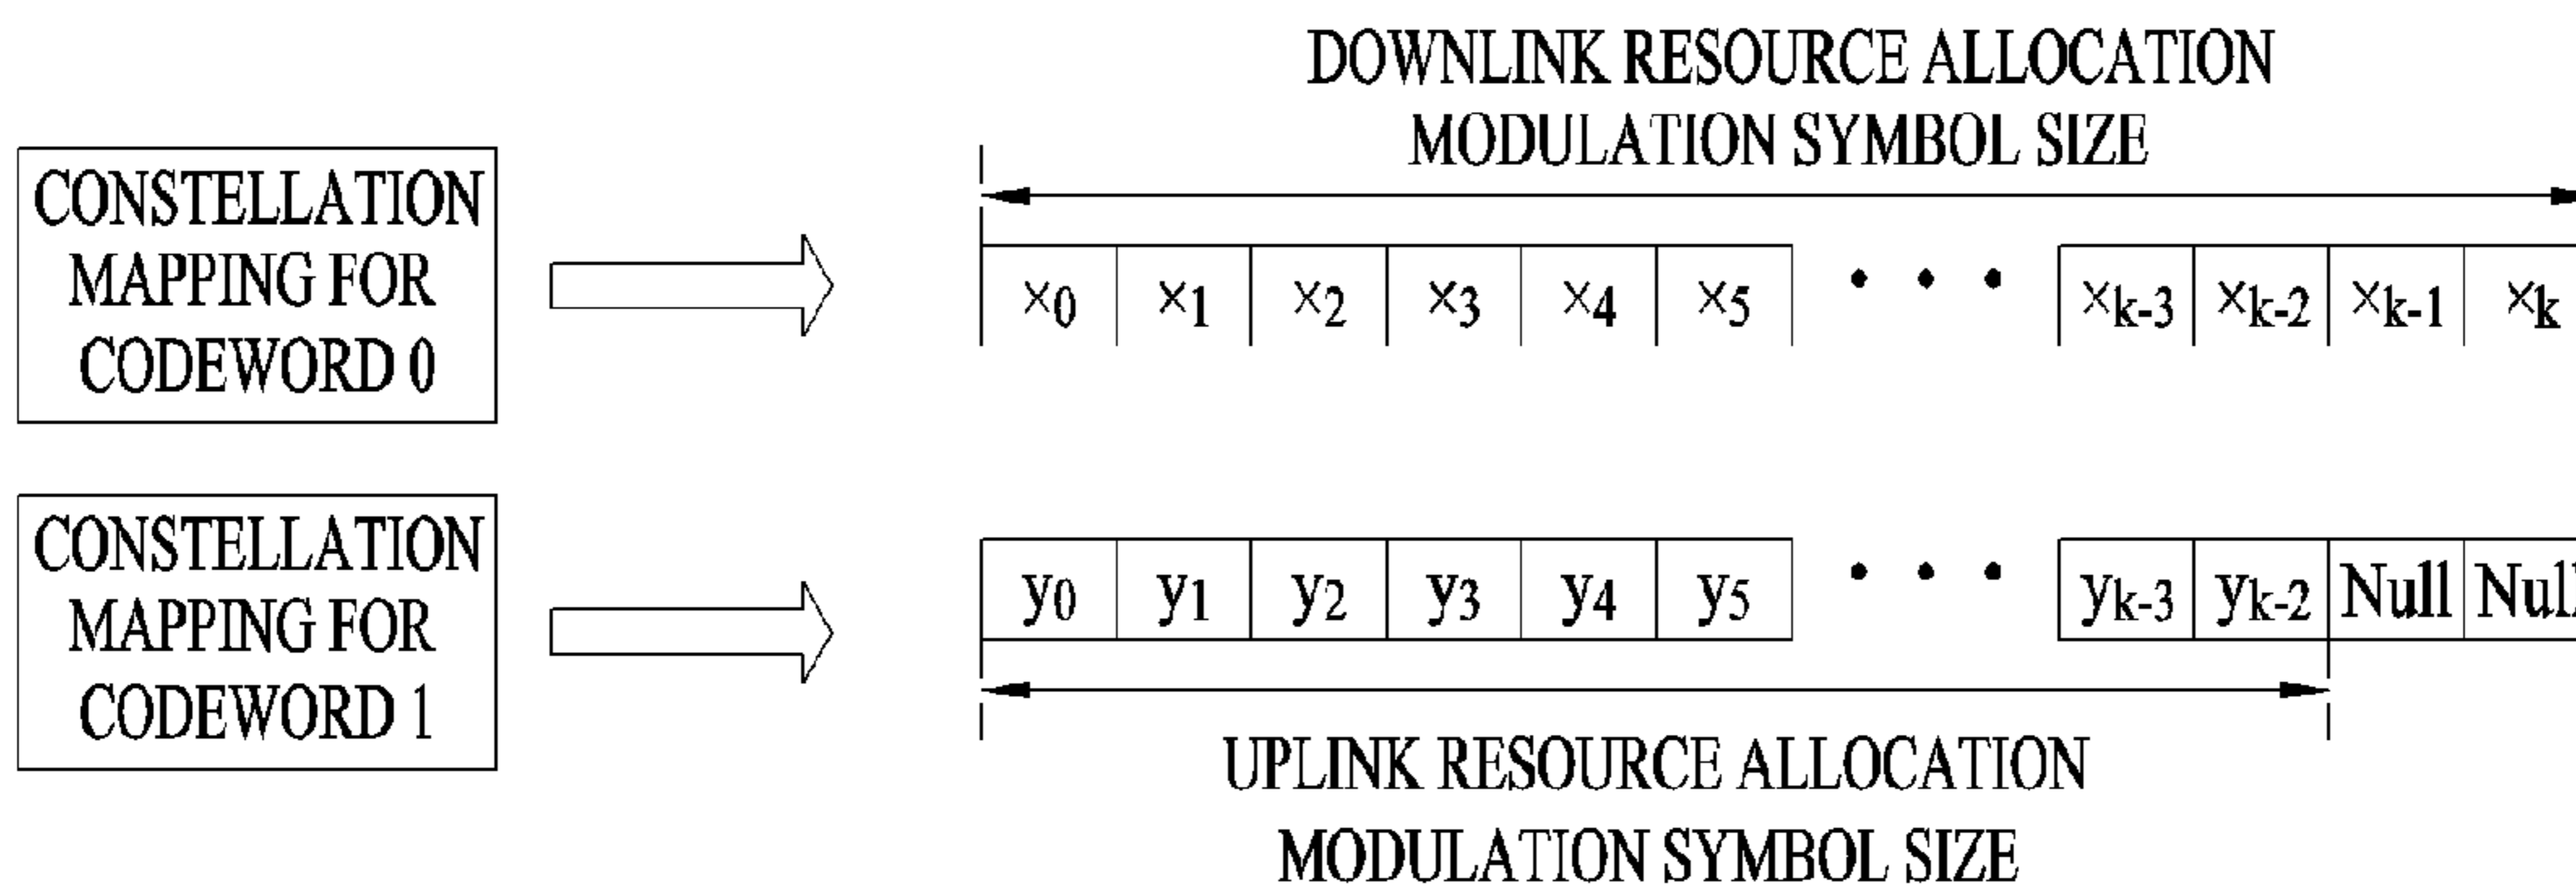 DOWNLINK RESOURCE ALLOCATION
MODULATION SYMBOL SIZE
CONSTELLATION
MAPPING FOR
CODEWORD 0
x₀ x₁ x₂ x₃ x₄ x₅ • • • xₖ₋₃ xₖ₋₂ xₖ₋₁ xₖ
CONSTELLATION
MAPPING FOR
CODEWORD 1
y₀ y₁ y₂ y₃ y₄ y₅ • • • yₖ₋₃ yₖ₋₂ Null
UPLINK RESOURCE ALLOCATION
MODULATION SYMBOL SIZE